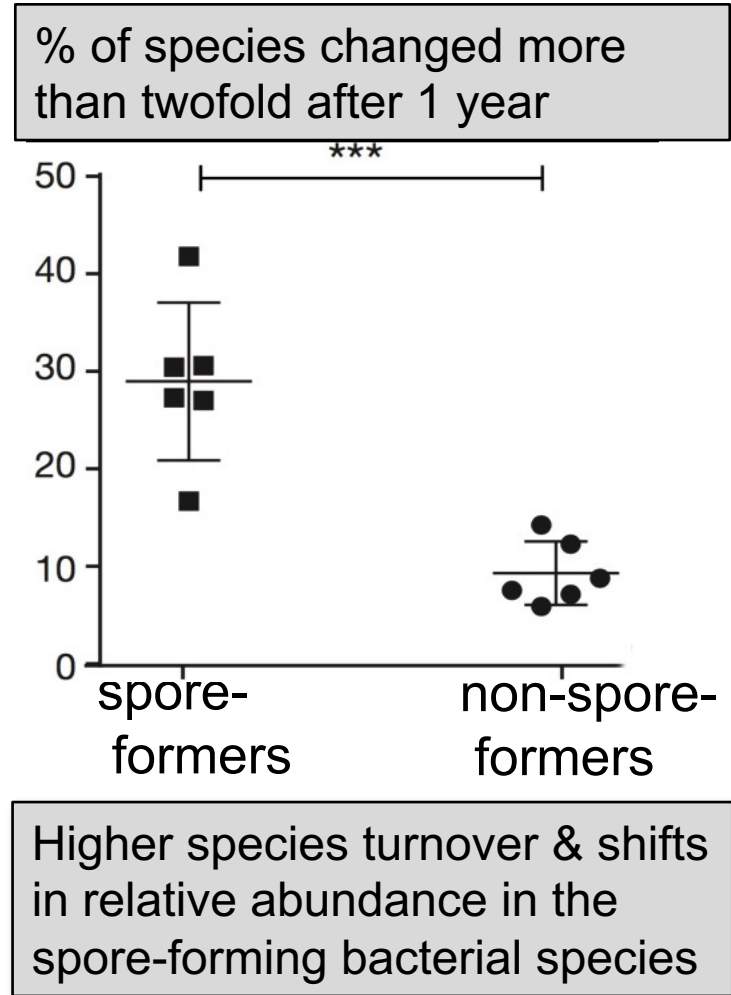 % of species changed more
than twofold after 1 year
***
50
40
30
20
10
0
spore-
formers
non-spore-
formers
Higher species turnover & shifts
in relative abundance in the
spore-forming bacterial species